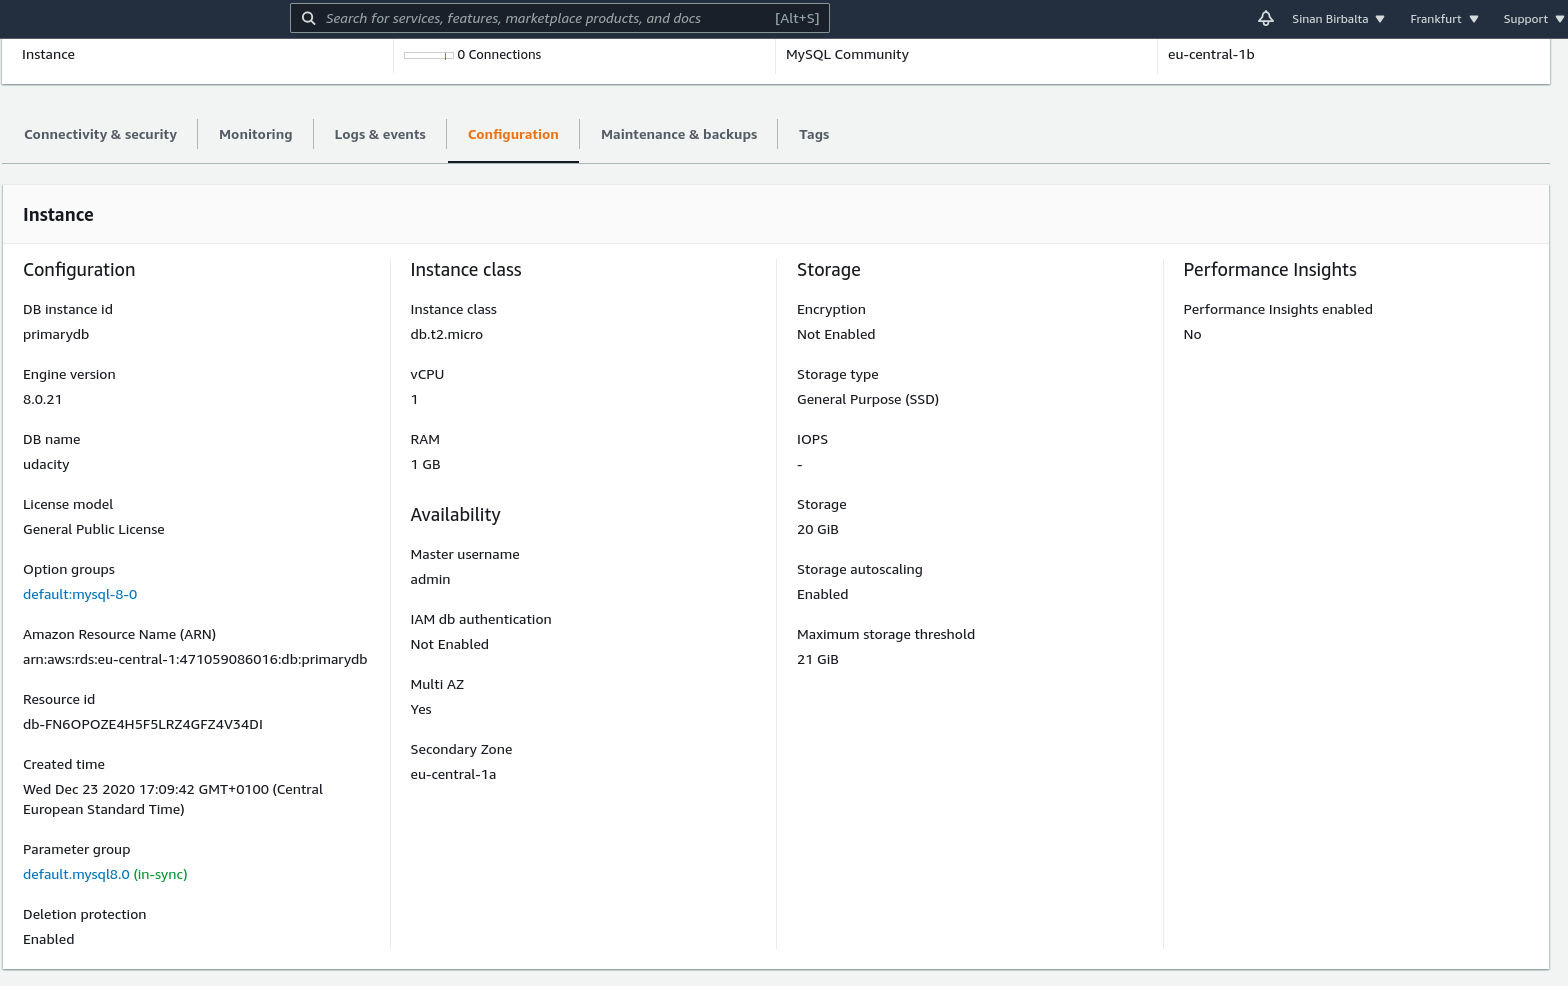 Search for services, features, marketplace products, and docs [Alt+S] Sinan Birbalta Frankfurt Support
Instance 0 Connections MySQL Community eu-central-1b
Connectivity & security Monitoring Logs & events Configuration Maintenance & backups Tags
Instance
Configuration
DB instance id
primarydb
Engine version
8.0.21
DB name
udacity
License model
General Public License
Option groups
default:mysql-8-0
Amazon Resource Name (ARN)
arn:aws:rds:eu-central-1:471059086016:db:primarydb
Resource id
db-FN6OPOZE4H5F5LRZ4GFZ4V34DI
Created time
Wed Dec 23 2020 17:09:42 GMT+0100 (Central
European Standard Time)
Parameter group
default.mysql8.0 (in-sync)
Deletion protection
Enabled
Instance class
Instance class
db.t2.micro
vCPU
1
RAM
1 GB
Availability
Master username
admin
IAM db authentication
Not Enabled
Multi AZ
Yes
Secondary Zone
eu-central-1a
Storage
Encryption
Not Enabled
Storage type
General Purpose (SSD)
IOPS
-
Storage
20 GiB
Storage autoscaling
Enabled
Maximum storage threshold
21 GiB
Performance Insights
Performance Insights enabled
No